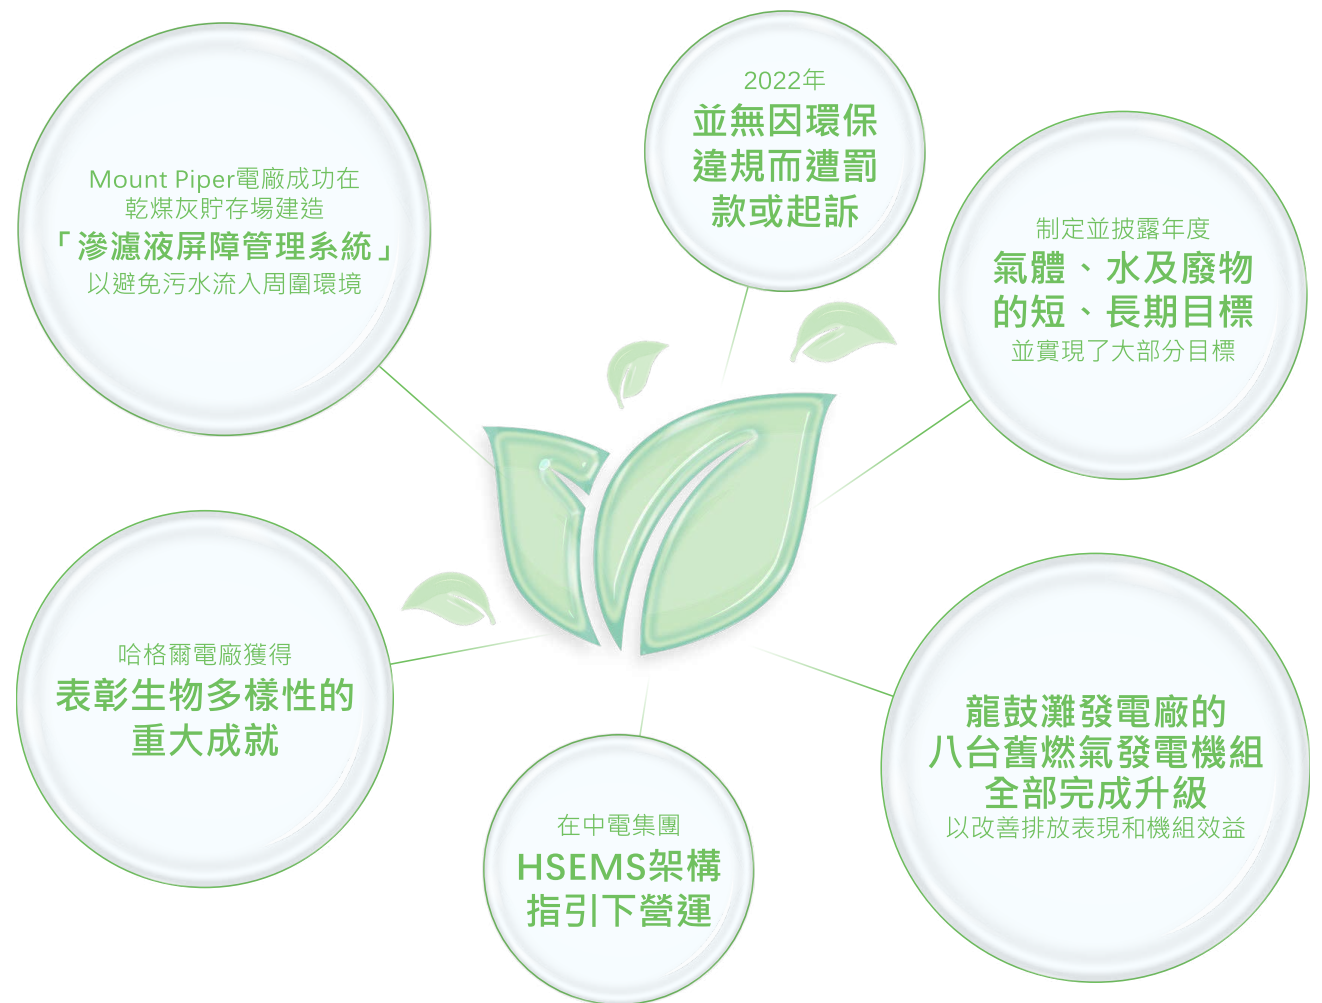 Mount Piper電廠成功在
乾煤灰貯存場建造
「滲濾液屏障管理系統」
以避免污水流入周圍環境
2022年
並無因環保
違規而遭罰
款或起訴
制定並披露年度
氣體、水及廢物
的短、長期目標
並實現了大部分目標
哈格爾電廠獲得
表彰生物多樣性的
重大成就
在中電集團
HSEMS架構
指引下營運
龍鼓灘發電廠的
八台舊燃氣發電機組
全部完成升級
以改善排放表現和機組效益